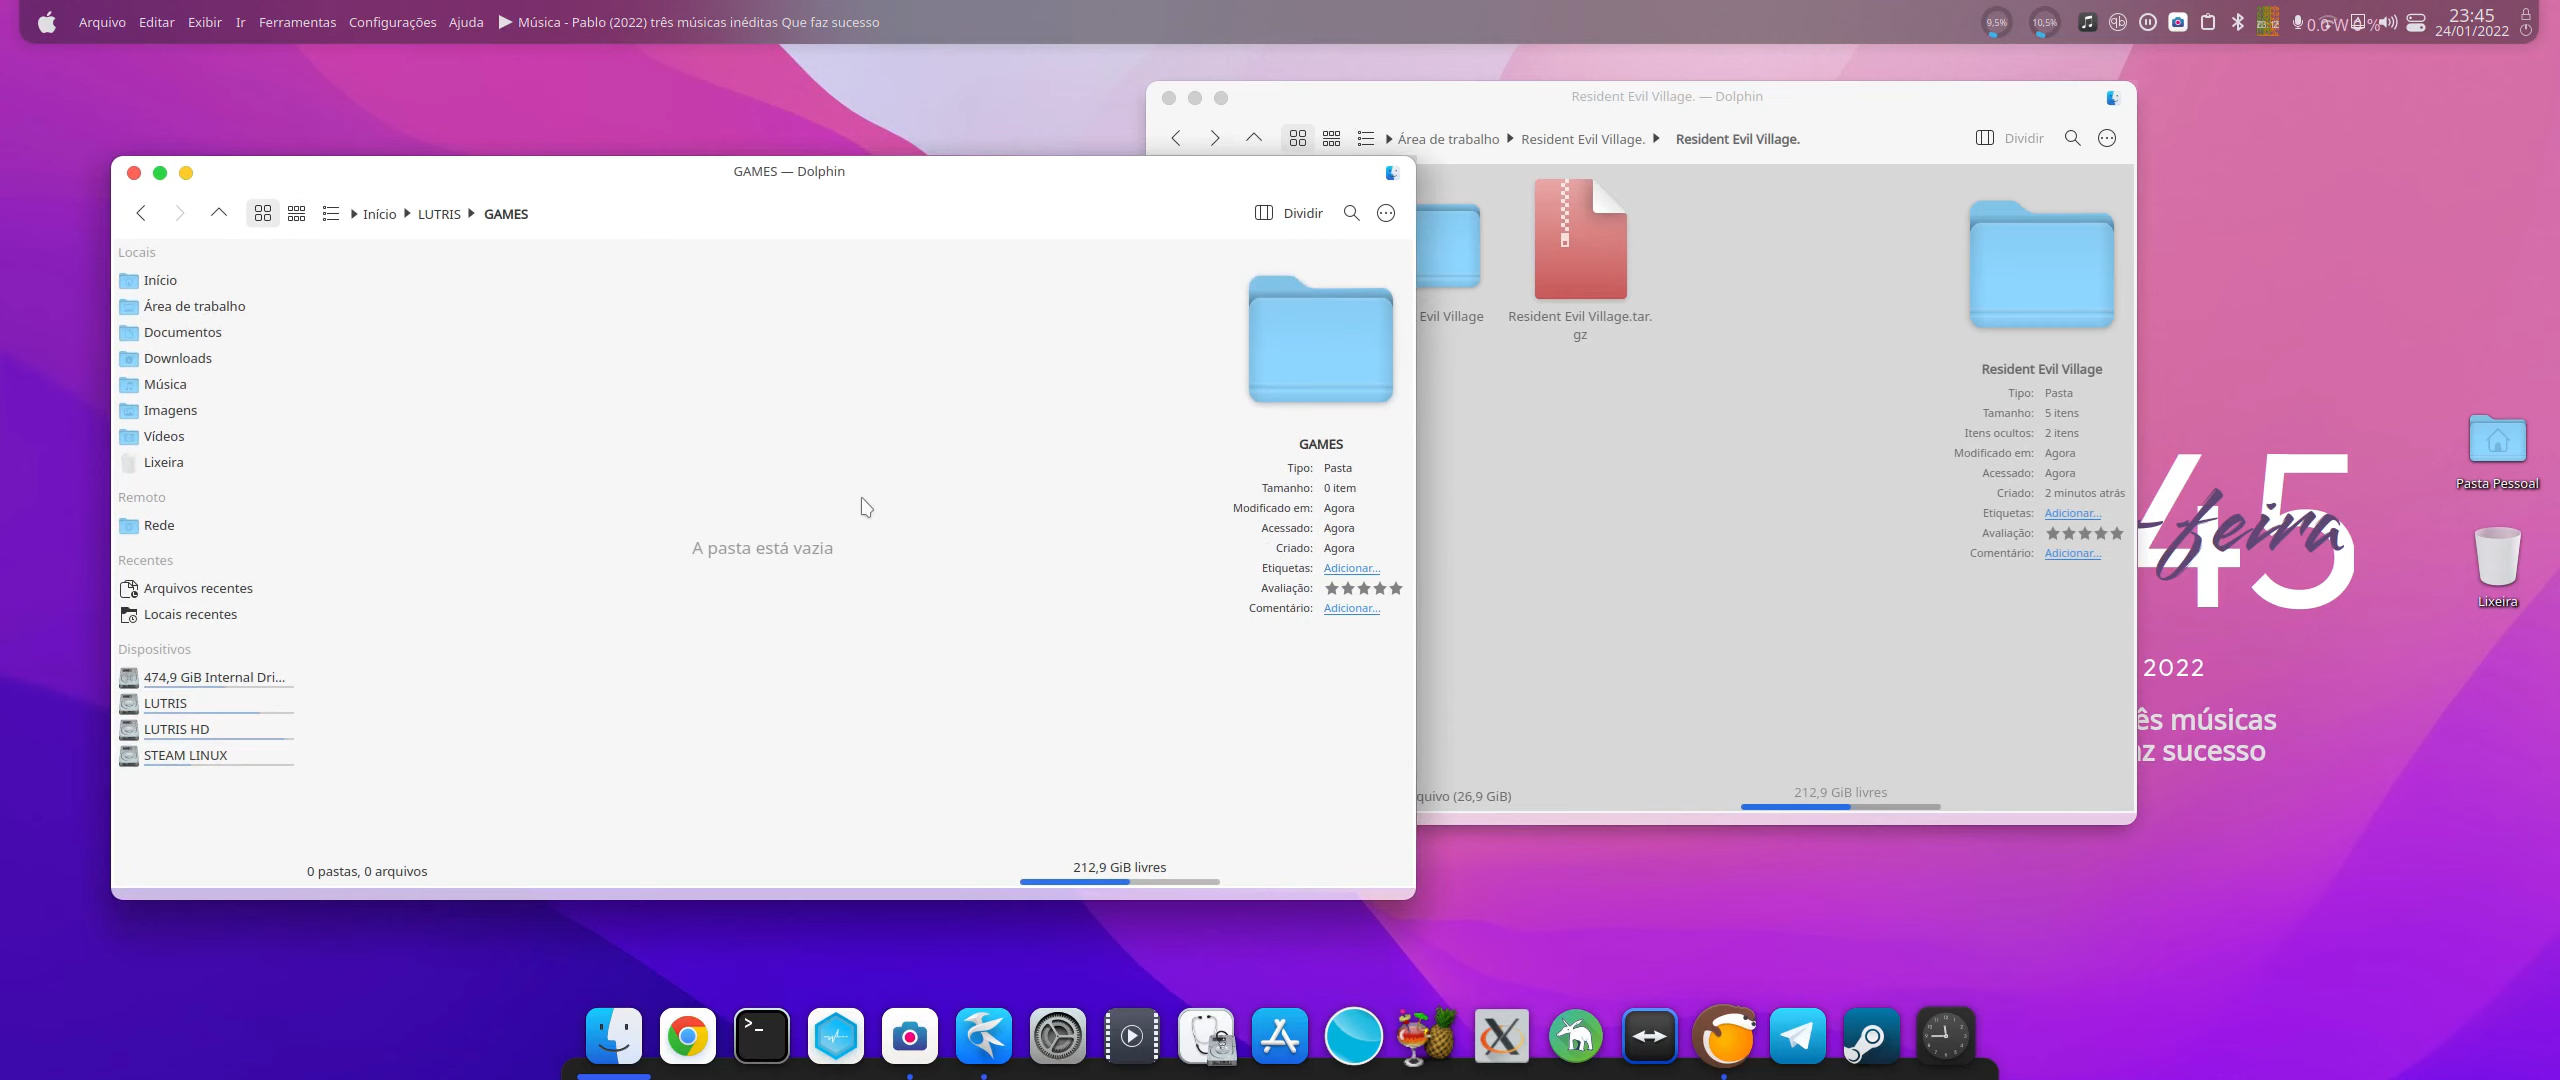 Arquivo Editar Exibir Ir Ferramentas Configurações Ajuda Música - Pablo (2022) três músicas inéditas Que faz sucesso
9,5% 10,5% 23:45
24/01/2022
Resident Evil Village. — Dolphin
Área de trabalho Resident Evil Village. Resident Evil Village. Dividir
Evil Village
Resident Evil Village.tar.
gz
Resident Evil Village
Tipo: Pasta
Tamanho: 5 itens
Itens ocultos: 2 itens
Modificado em: Agora
Acessado: Agora
Criado: 2 minutos atrás
Etiquetas: Adicionar...
Avaliação:
Comentário: Adicionar...
quivo (26,9 GiB)
212,9 GiB livres
GAMES — Dolphin
Início LUTRIS GAMES Dividir
Locais
Início
Área de trabalho
Documentos
Downloads
Música
Imagens
Vídeos
Lixeira
Remoto
Rede
Recentes
Arquivos recentes
Locais recentes
Dispositivos
474,9 GiB Internal Dri...
LUTRIS
LUTRIS HD
STEAM LINUX
A pasta está vazia
GAMES
Tipo: Pasta
Tamanho: 0 item
Modificado em: Agora
Acessado: Agora
Criado: Agora
Etiquetas: Adicionar...
Avaliação:
Comentário: Adicionar...
0 pastas, 0 arquivos
212,9 GiB livres
45
-feira
2022
ês músicas
az sucesso
Pasta Pessoal
Lixeira